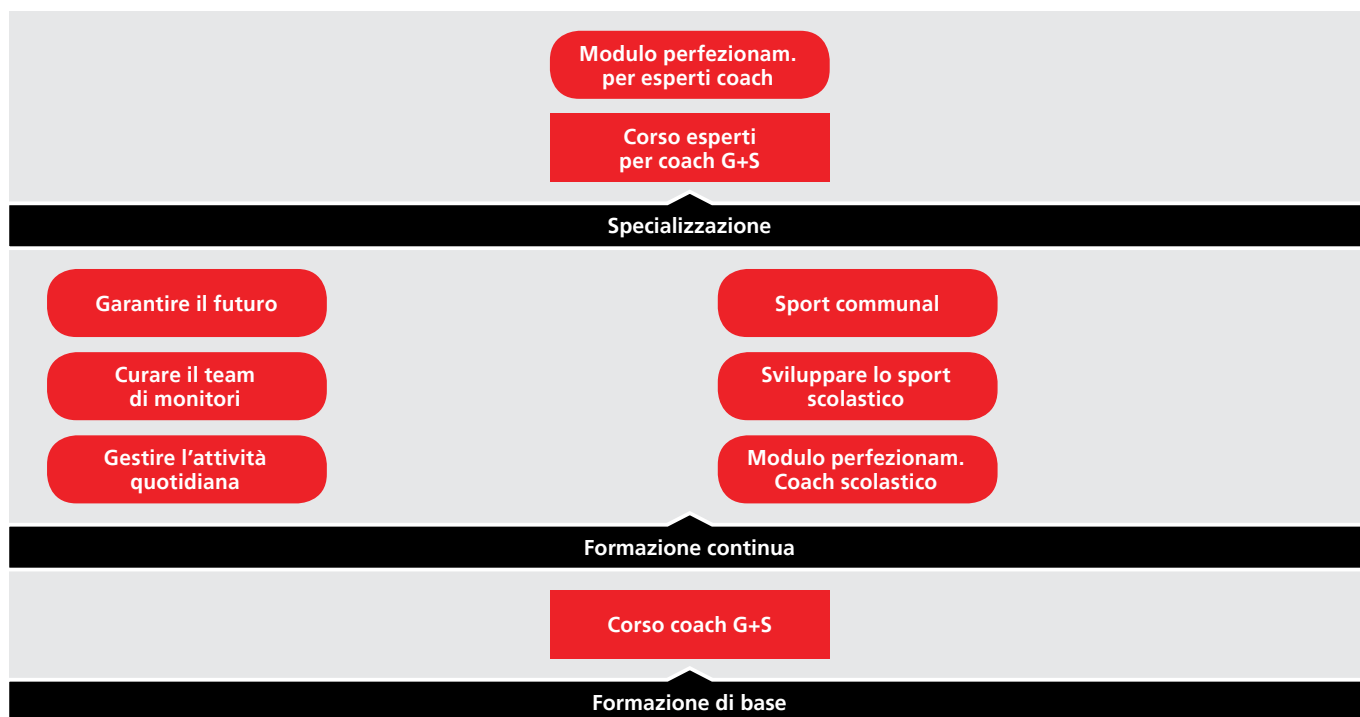 Modulo perfezionam.
per esperti coach
Corso esperti
per coach G+S
Specializzazione
Garantire il futuro
Sport communal
Curare il team
di monitori
Sviluppare lo sport
scolastico
Gestire l’attività
quotidiana
Modulo perfezionam.
Coach scolastico
Formazione continua
Corso coach G+S
Formazione di base